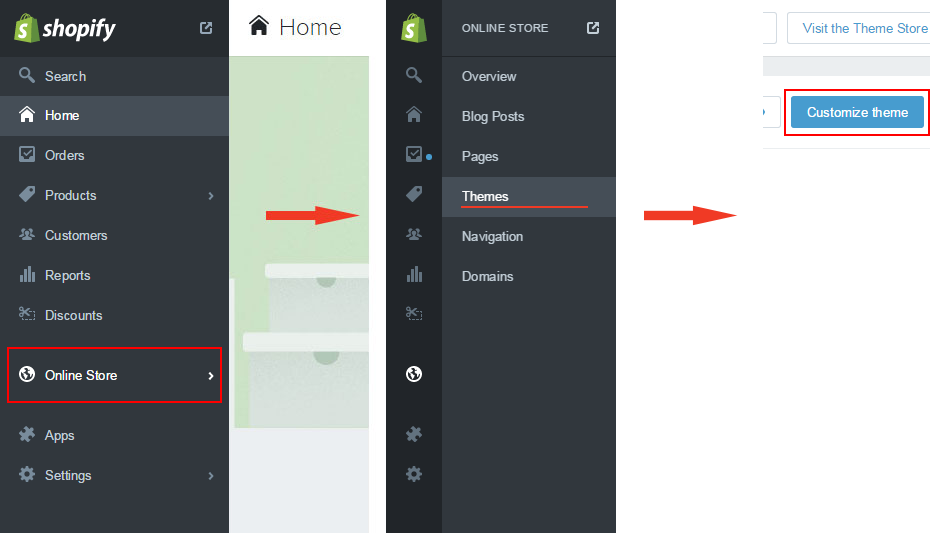 shopify
Search
Home
Orders
Products
Customers
Reports
Discounts
Online Store
Apps
Settings
Home
ONLINE STORE
Overview
Blog Posts
Pages
Themes
Navigation
Domains
Visit the Theme Store
Customize theme